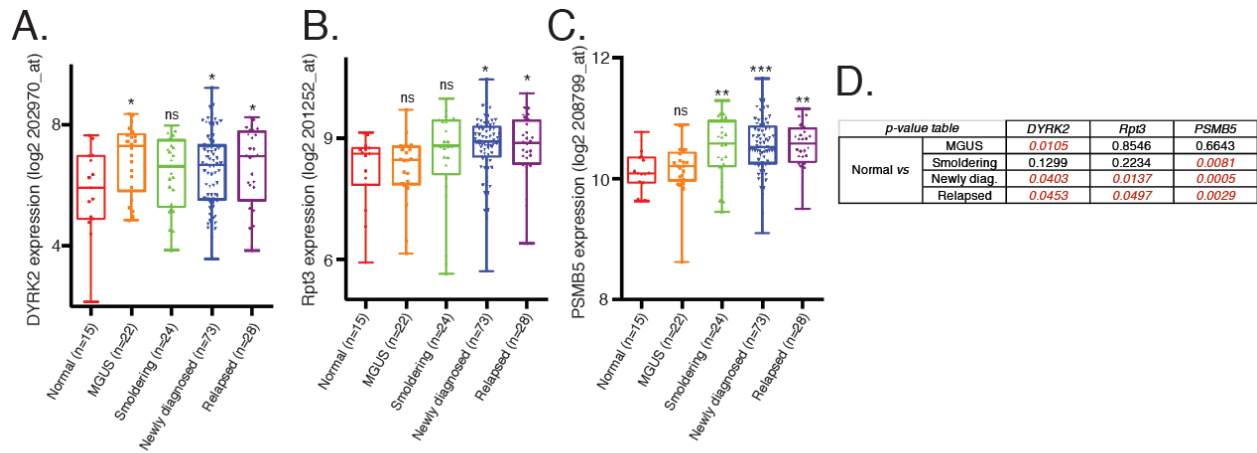 A.
DYRK2 expression (log2 202970_at)
8
4
*
ns
*
*
Normal (n=15)
MGUS (n=22)
Smoldering (n=24)
Newly diagnosed (n=73)
Relapsed (n=28)
B.
Rpt3 expression (log2 201252_at)
9
6
ns
ns
*
*
Normal (n=15)
MGUS (n=22)
Smoldering (n=24)
Newly diagnosed (n=73)
Relapsed (n=28)
C.
PSMB5 expression (log2 208799_at)
12
10
8
ns
**
***
**
Normal (n=15)
MGUS (n=22)
Smoldering (n=24)
Newly diagnosed (n=73)
Relapsed (n=28)
D.
p-value table DYRK2 Rpt3 PSMB5
Normal vs
MGUS 0.0105 0.8546 0.6643
Smoldering 0.1299 0.2234 0.0081
Newly diag. 0.0403 0.0137 0.0005
Relapsed 0.0453 0.0497 0.0029